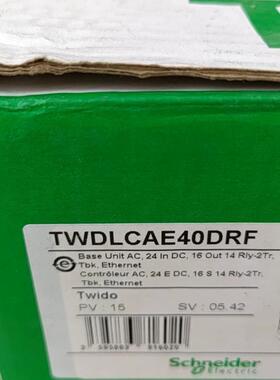 TWDLCAE40DRF
Base Unit AC, 24 In DC, 16 Out 14 Rly-2Tr,
Tbk, Ethernet
Contrôleur AC, 24 E DC, 16 S 14 Rly-2Tr,
Tbk, Ethernet
Twido
PV : 15 SV : 05.42
Schneider
Electric